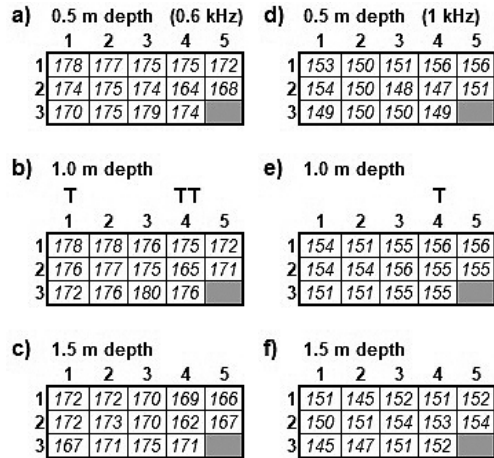 a) 0.5 m depth (0.6 kHz)
1 2 3 4 5
1 178 177 175 175 172
2 174 175 174 164 168
3 170 175 179 174
b) 1.0 m depth
T TT
1 2 3 4 5
1 178 178 176 175 172
2 176 177 175 165 171
3 172 176 180 176
c) 1.5 m depth
1 2 3 4 5
1 172 172 170 169 166
2 172 173 170 162 167
3 167 171 175 171
d) 0.5 m depth (1 kHz)
1 2 3 4 5
1 153 150 151 156 156
2 154 150 148 147 151
3 149 150 150 149
e) 1.0 m depth
T
1 2 3 4 5
1 154 151 155 156 156
2 154 154 156 155 155
3 151 151 155 155
f) 1.5 m depth
1 2 3 4 5
1 151 145 152 151 152
2 150 151 154 153 154
3 145 147 151 152